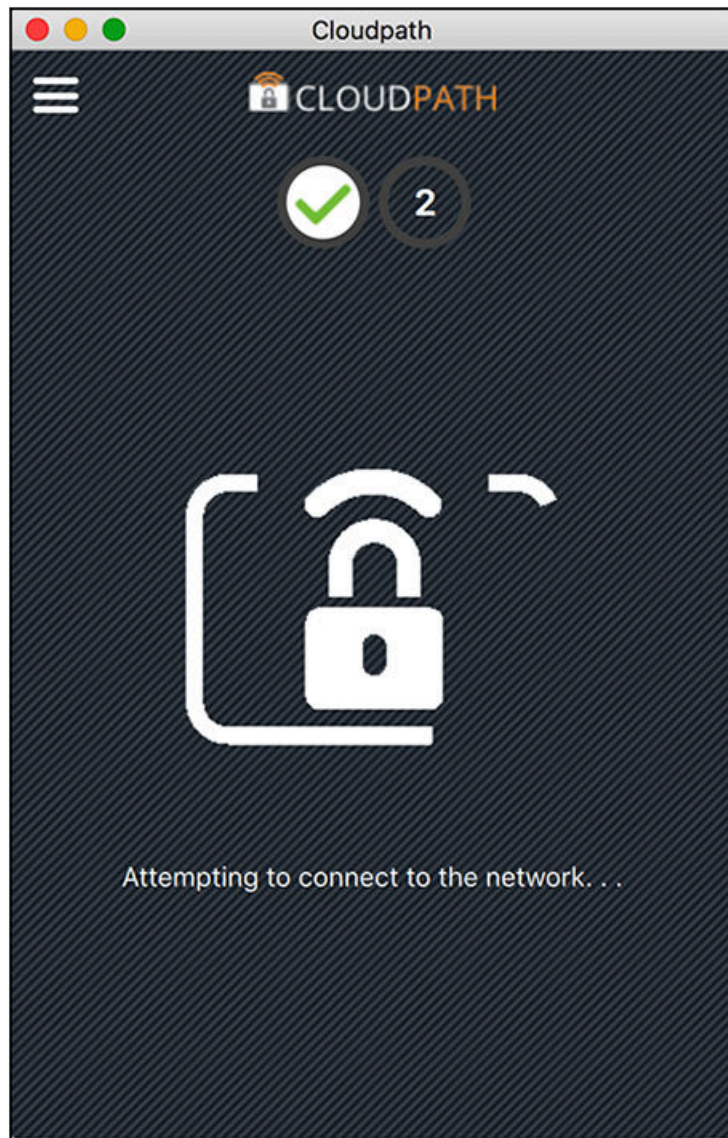 Cloudpath
CLOUDPATH
2
Attempting to connect to the network. . .